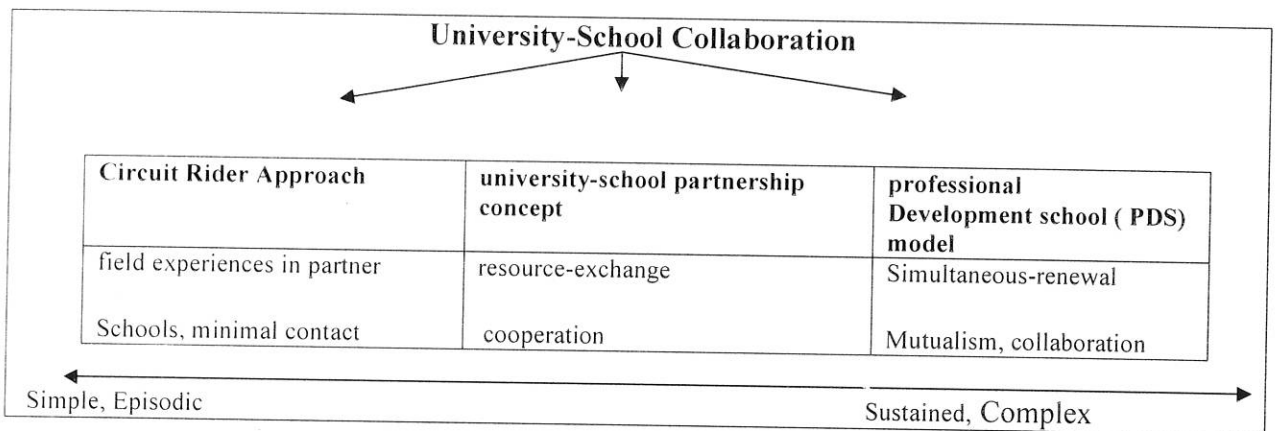 University-School Collaboration
Circuit Rider Approach
university-school partnership
concept
professional
Development school ( PDS)
model
field experiences in partner
Schools, minimal contact
resource-exchange
cooperation
Simultaneous-renewal
Mutualism, collaboration
Simple, Episodic
Sustained, Complex